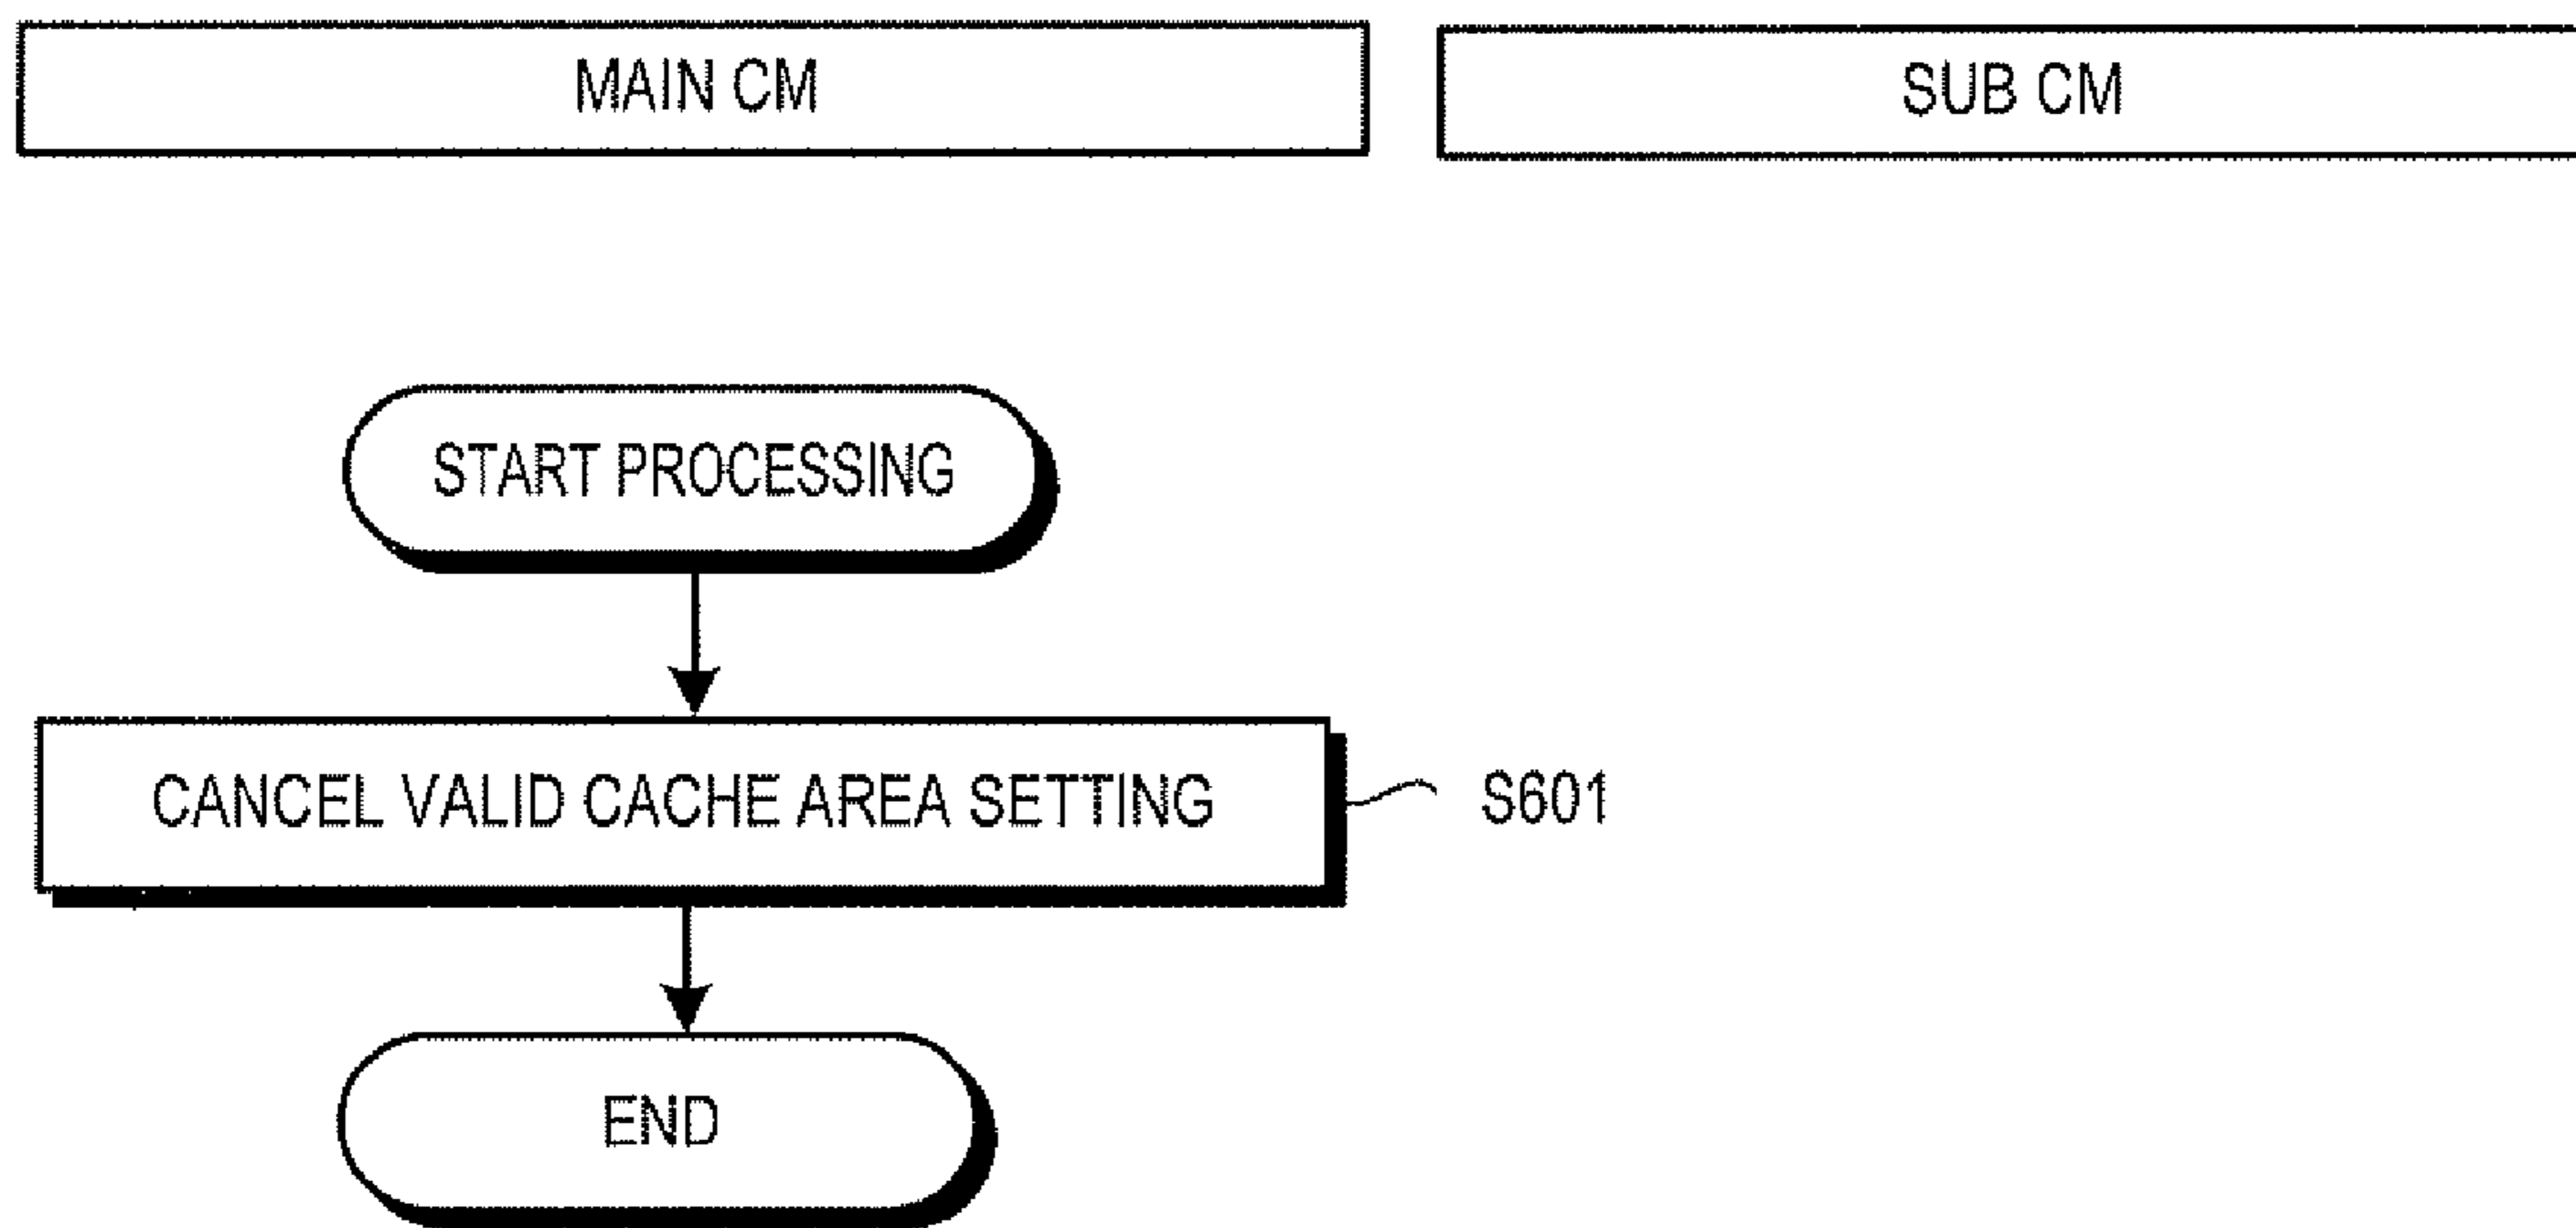 MAIN CM
SUB CM
START PROCESSING
CANCEL VALID CACHE AREA SETTING
S601
END